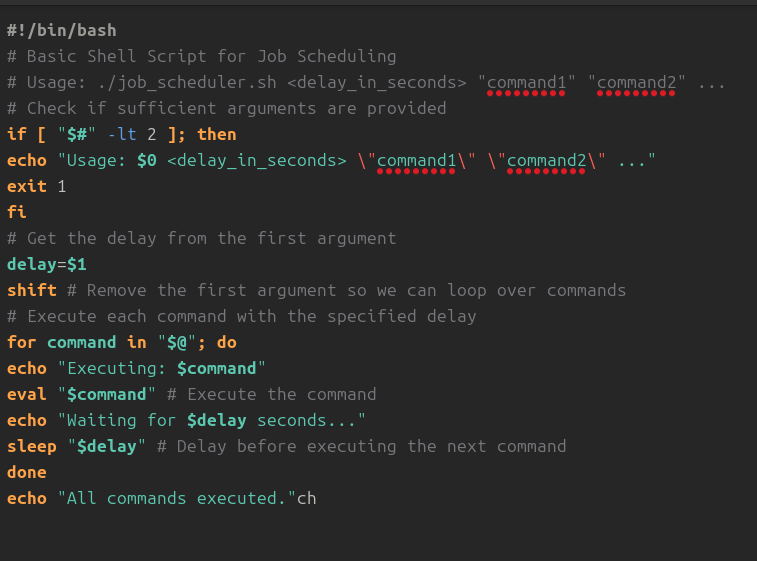 #!/bin/bash
# Basic Shell Script for Job Scheduling
# Usage: ./job_scheduler.sh <delay_in_seconds> "command1" "command2" ...
# Check if sufficient arguments are provided
if [ "$#" -lt 2 ]; then
echo "Usage: $0 <delay_in_seconds> \"command1\" \"command2\" ..."
exit 1
fi
# Get the delay from the first argument
delay=$1
shift # Remove the first argument so we can loop over commands
# Execute each command with the specified delay
for command in "$@"; do
echo "Executing: $command"
eval "$command" # Execute the command
echo "Waiting for $delay seconds..."
sleep "$delay" # Delay before executing the next command
done
echo "All commands executed."ch